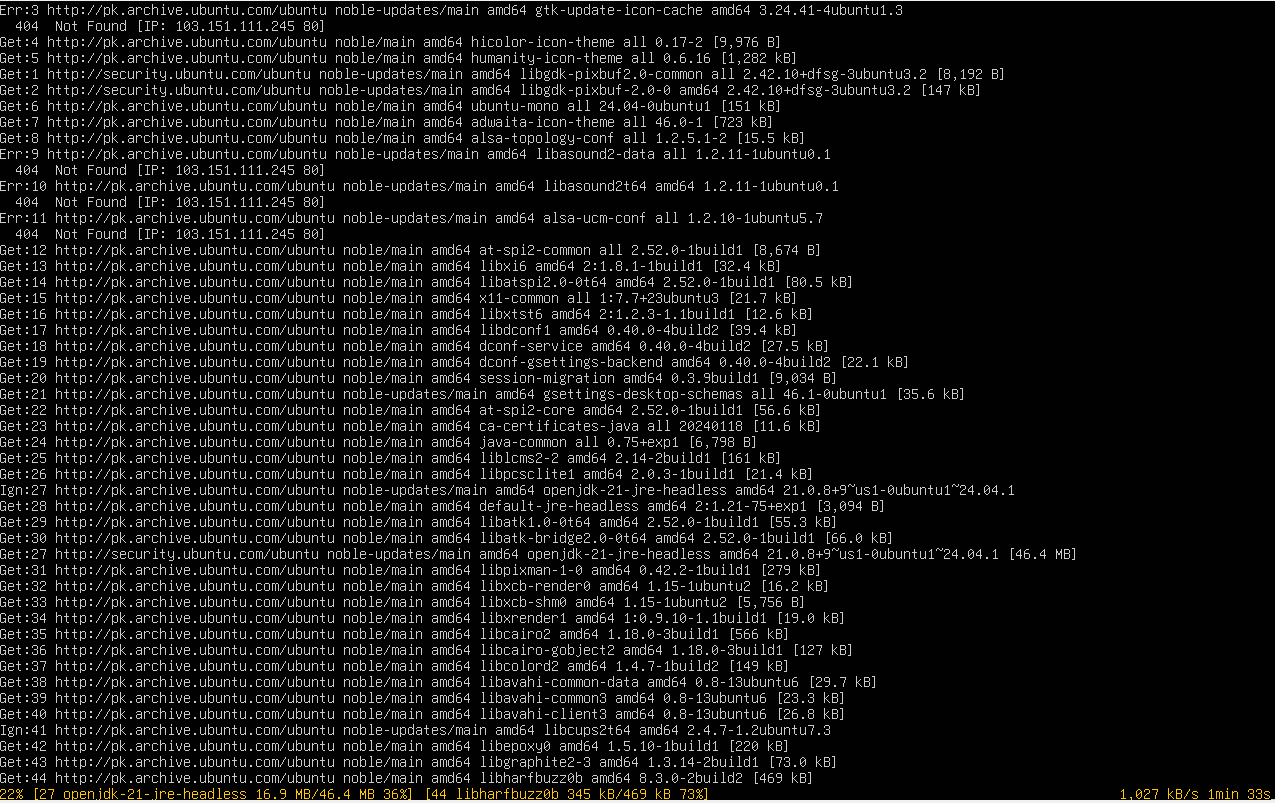 Err:3 http://pk.archive.ubuntu.com/ubuntu noble-updates/main amd64 gtk-update-icon-cache amd64 3.24.41-4ubuntu1.3
404  Not Found [IP: 103.151.111.245 80]
Get:4 http://pk.archive.ubuntu.com/ubuntu noble/main amd64 hicolor-icon-theme all 0.17-2 [9,976 B]
Get:5 http://pk.archive.ubuntu.com/ubuntu noble/main amd64 humanity-icon-theme all 0.6.16 [1,282 kB]
Get:1 http://security.ubuntu.com/ubuntu noble-updates/main amd64 libgdk-pixbuf2.0-common all 2.42.10+dfsg-3ubuntu3.2 [8,192 B]
Get:2 http://security.ubuntu.com/ubuntu noble-updates/main amd64 libgdk-pixbuf-2.0-0 amd64 2.42.10+dfsg-3ubuntu3.2 [147 kB]
Get:6 http://pk.archive.ubuntu.com/ubuntu noble/main amd64 ubuntu-mono all 24.04-0ubuntu1 [151 kB]
Get:7 http://pk.archive.ubuntu.com/ubuntu noble/main amd64 adwaita-icon-theme all 46.0-1 [723 kB]
Get:8 http://pk.archive.ubuntu.com/ubuntu noble/main amd64 alsa-topology-conf all 1.2.5.1-2 [15.5 kB]
Err:9 http://pk.archive.ubuntu.com/ubuntu noble-updates/main amd64 libasound2-data all 1.2.11-1ubuntu0.1
404  Not Found [IP: 103.151.111.245 80]
Err:10 http://pk.archive.ubuntu.com/ubuntu noble-updates/main amd64 libasound2t64 amd64 1.2.11-1ubuntu0.1
404  Not Found [IP: 103.151.111.245 80]
Err:11 http://pk.archive.ubuntu.com/ubuntu noble-updates/main amd64 alsa-ucm-conf all 1.2.10-1ubuntu5.7
404  Not Found [IP: 103.151.111.245 80]
Get:12 http://pk.archive.ubuntu.com/ubuntu noble/main amd64 at-spi2-common all 2.52.0-1build1 [8,674 B]
Get:13 http://pk.archive.ubuntu.com/ubuntu noble/main amd64 libxi6 amd64 2:1.8.1-1build1 [32.4 kB]
Get:14 http://pk.archive.ubuntu.com/ubuntu noble/main amd64 libatspi2.0-0t64 amd64 2.52.0-1build1 [80.5 kB]
Get:15 http://pk.archive.ubuntu.com/ubuntu noble/main amd64 x11-common all 1:7.7+23ubuntu3 [21.7 kB]
Get:16 http://pk.archive.ubuntu.com/ubuntu noble/main amd64 libxtst6 amd64 2:1.2.3-1.1build1 [12.6 kB]
Get:17 http://pk.archive.ubuntu.com/ubuntu noble/main amd64 libdconf1 amd64 0.40.0-4build2 [39.4 kB]
Get:18 http://pk.archive.ubuntu.com/ubuntu noble/main amd64 dconf-service amd64 0.40.0-4build2 [27.5 kB]
Get:19 http://pk.archive.ubuntu.com/ubuntu noble/main amd64 dconf-gsettings-backend amd64 0.40.0-4build2 [22.1 kB]
Get:20 http://pk.archive.ubuntu.com/ubuntu noble/main amd64 session-migration amd64 0.3.9build1 [9,034 B]
Get:21 http://pk.archive.ubuntu.com/ubuntu noble-updates/main amd64 gsettings-desktop-schemas all 46.1-0ubuntu1 [35.6 kB]
Get:22 http://pk.archive.ubuntu.com/ubuntu noble/main amd64 at-spi2-core amd64 2.52.0-1build1 [56.6 kB]
Get:23 http://pk.archive.ubuntu.com/ubuntu noble/main amd64 ca-certificates-java all 20240118 [11.6 kB]
Get:24 http://pk.archive.ubuntu.com/ubuntu noble/main amd64 java-common all 0.75+exp1 [6,798 B]
Get:25 http://pk.archive.ubuntu.com/ubuntu noble/main amd64 liblcms2-2 amd64 2.14-2build1 [161 kB]
Get:26 http://pk.archive.ubuntu.com/ubuntu noble/main amd64 libpcsclite1 amd64 2.0.3-1build1 [21.4 kB]
Ign:27 http://pk.archive.ubuntu.com/ubuntu noble-updates/main amd64 openjdk-21-jre-headless amd64 21.0.8+9~us1-0ubuntu1~24.04.1
Get:28 http://pk.archive.ubuntu.com/ubuntu noble/main amd64 default-jre-headless amd64 2:1.21-75+exp1 [3,094 B]
Get:29 http://pk.archive.ubuntu.com/ubuntu noble/main amd64 libatk1.0-0t64 amd64 2.52.0-1build1 [55.3 kB]
Get:30 http://pk.archive.ubuntu.com/ubuntu noble/main amd64 libatk-bridge2.0-0t64 amd64 2.52.0-1build1 [66.0 kB]
Get:27 http://security.ubuntu.com/ubuntu noble-updates/main amd64 openjdk-21-jre-headless amd64 21.0.8+9~us1-0ubuntu1~24.04.1 [46.4 MB]
Get:31 http://pk.archive.ubuntu.com/ubuntu noble/main amd64 libpixman-1-0 amd64 0.42.2-1build1 [279 kB]
Get:32 http://pk.archive.ubuntu.com/ubuntu noble/main amd64 libxcb-render0 amd64 1.15-1ubuntu2 [16.2 kB]
Get:33 http://pk.archive.ubuntu.com/ubuntu noble/main amd64 libxcb-shm0 amd64 1.15-1ubuntu2 [5,756 B]
Get:34 http://pk.archive.ubuntu.com/ubuntu noble/main amd64 libxrender1 amd64 1:0.9.10-1.1build1 [19.0 kB]
Get:35 http://pk.archive.ubuntu.com/ubuntu noble/main amd64 libcairo2 amd64 1.18.0-3build1 [566 kB]
Get:36 http://pk.archive.ubuntu.com/ubuntu noble/main amd64 libcairo-gobject2 amd64 1.18.0-3build1 [127 kB]
Get:37 http://pk.archive.ubuntu.com/ubuntu noble/main amd64 libcolord2 amd64 1.4.7-1build2 [149 kB]
Get:38 http://pk.archive.ubuntu.com/ubuntu noble/main amd64 libavahi-common-data amd64 0.8-13ubuntu6 [29.7 kB]
Get:39 http://pk.archive.ubuntu.com/ubuntu noble/main amd64 libavahi-common3 amd64 0.8-13ubuntu6 [23.3 kB]
Get:40 http://pk.archive.ubuntu.com/ubuntu noble/main amd64 libavahi-client3 amd64 0.8-13ubuntu6 [26.8 kB]
Ign:41 http://pk.archive.ubuntu.com/ubuntu noble-updates/main amd64 libcups2t64 amd64 2.4.7-1.2ubuntu7.3
Get:42 http://pk.archive.ubuntu.com/ubuntu noble/main amd64 libepoxy0 amd64 1.5.10-1build1 [220 kB]
Get:43 http://pk.archive.ubuntu.com/ubuntu noble/main amd64 libgraphite2-3 amd64 1.3.14-2build1 [73.0 kB]
Get:44 http://pk.archive.ubuntu.com/ubuntu noble/main amd64 libharfbuzz0b amd64 8.3.0-2build2 [469 kB]
22% [27 openjdk-21-jre-headless 16.9 MB/46.4 MB 36%] [44 libharfbuzz0b 345 kB/469 kB 73%] 1,027 kB/s 1min 33s